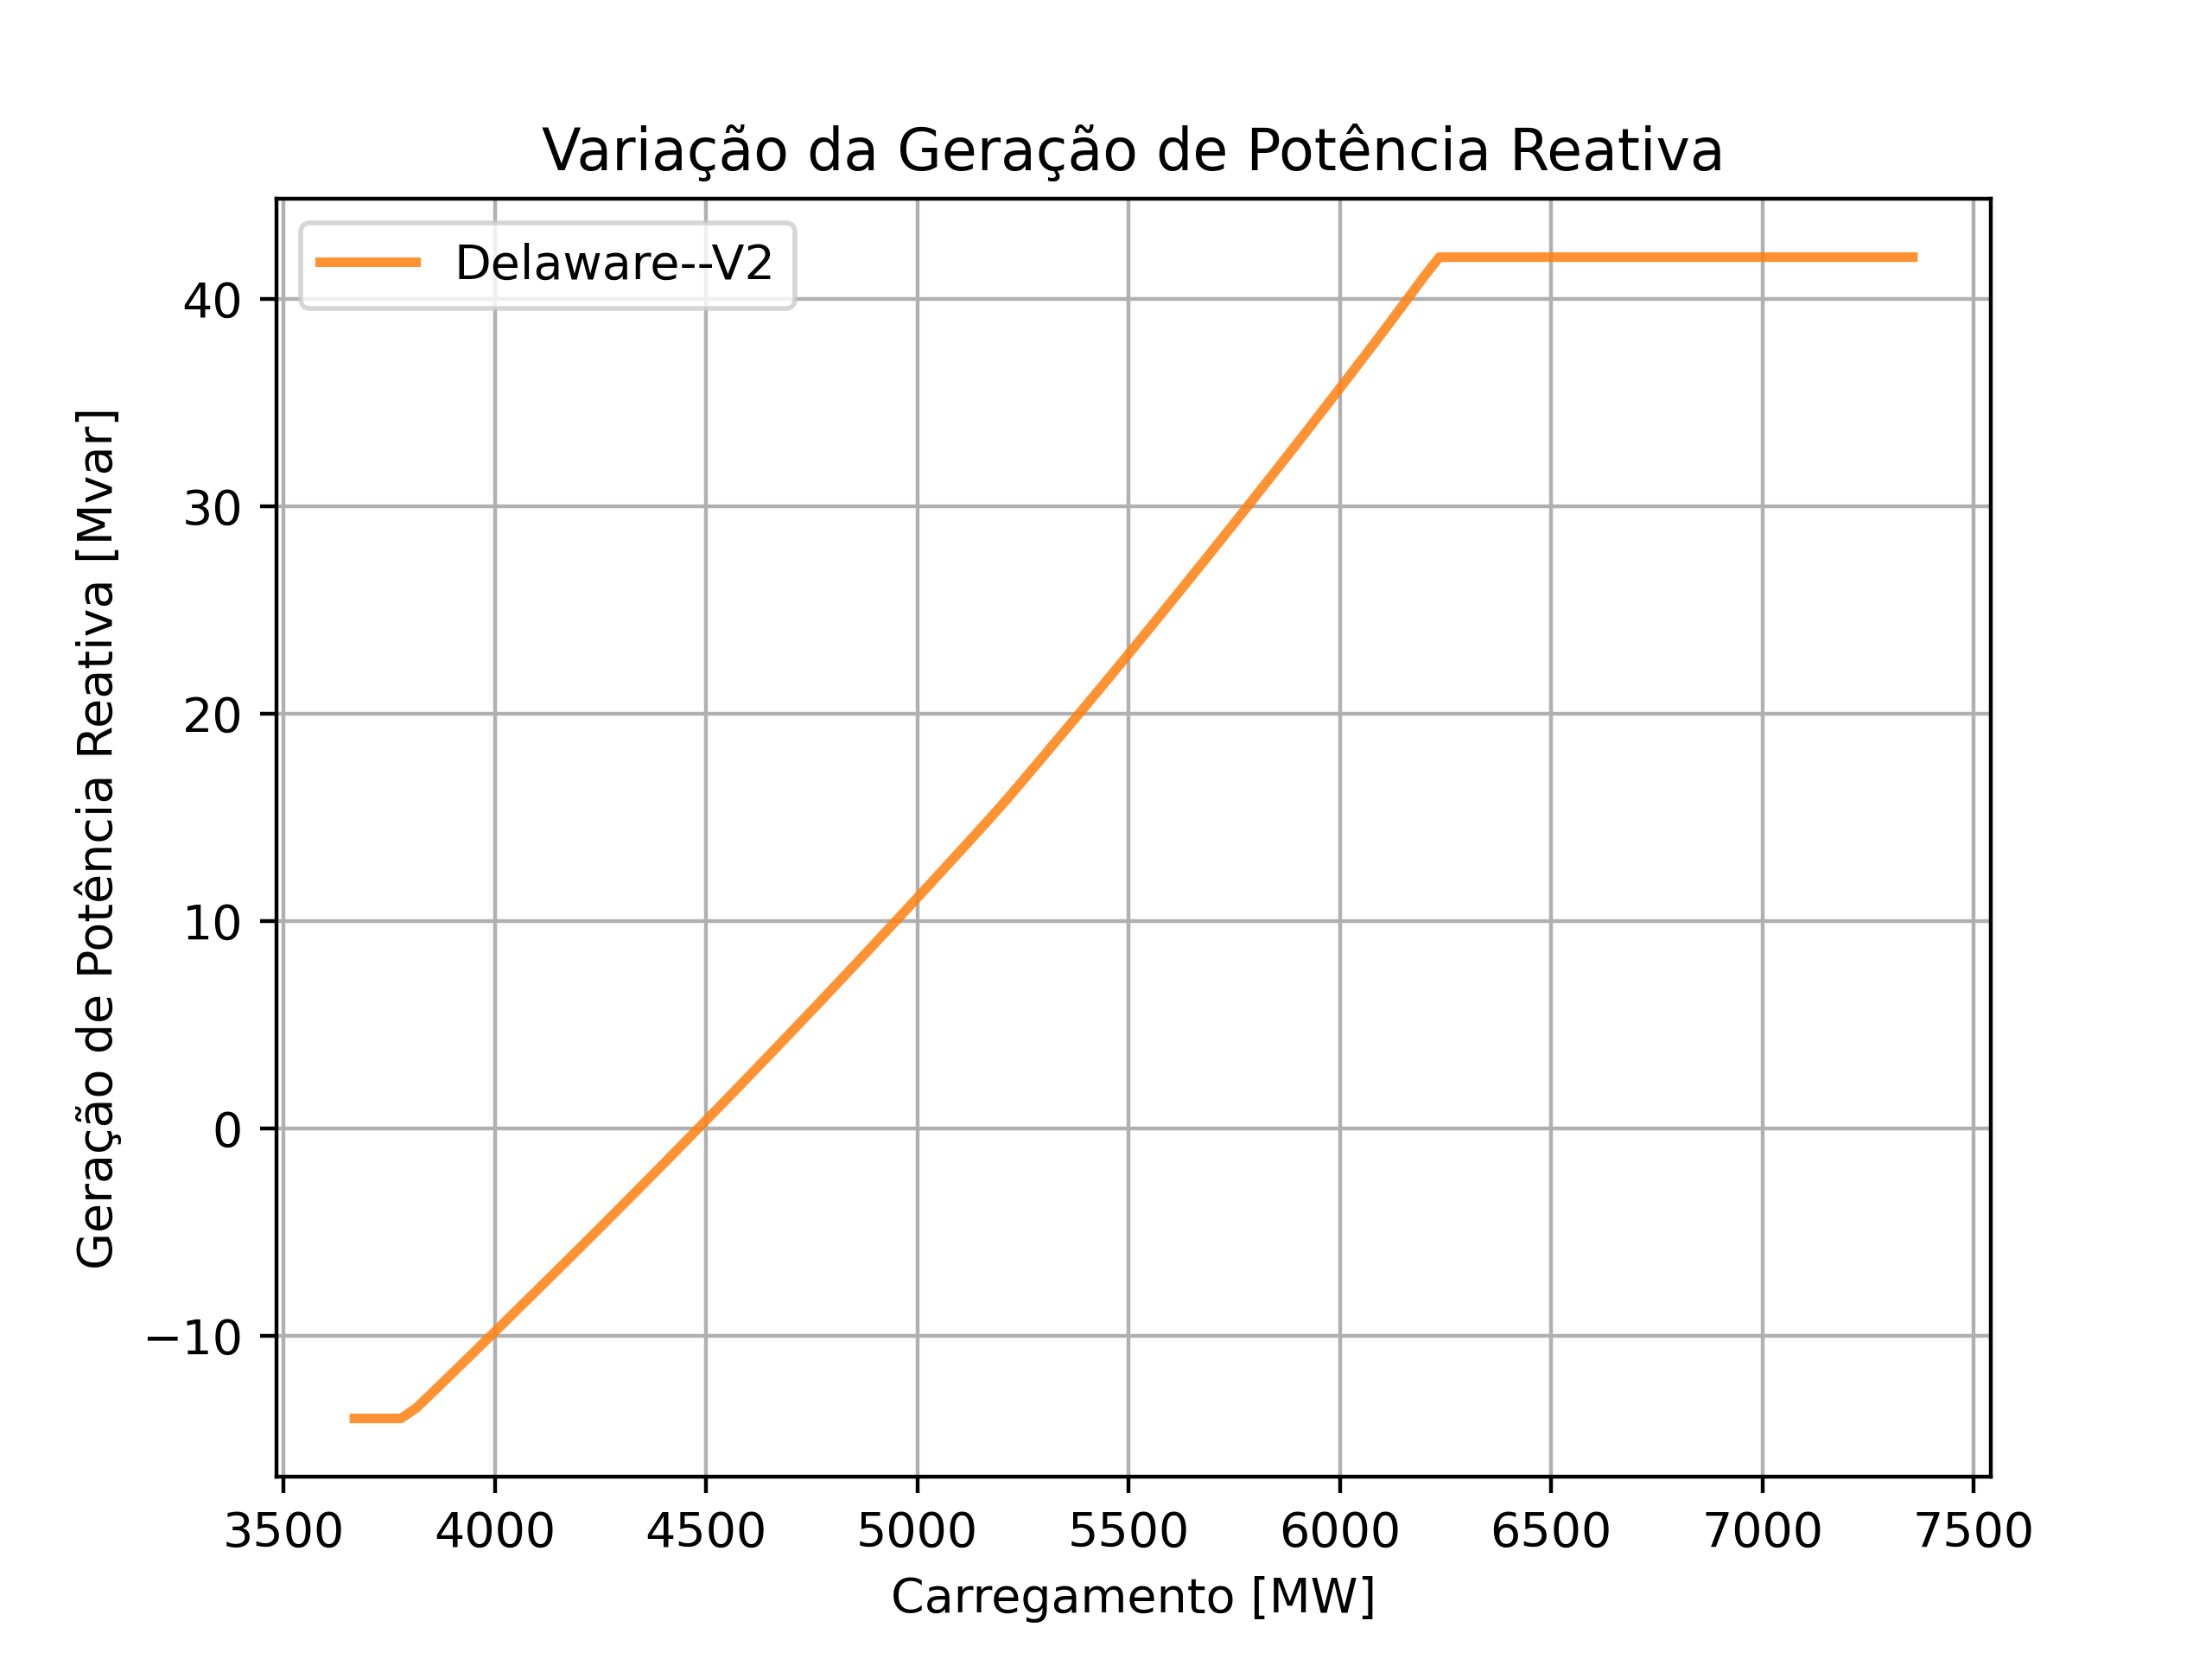 Variação da Geração de Potência Reativa
Delaware--V2
Geração de Potência Reativa [Mvar]
40
30
20
10
0
−10
3500 4000 4500 5000 5500 6000 6500 7000 7500
Carregamento [MW]